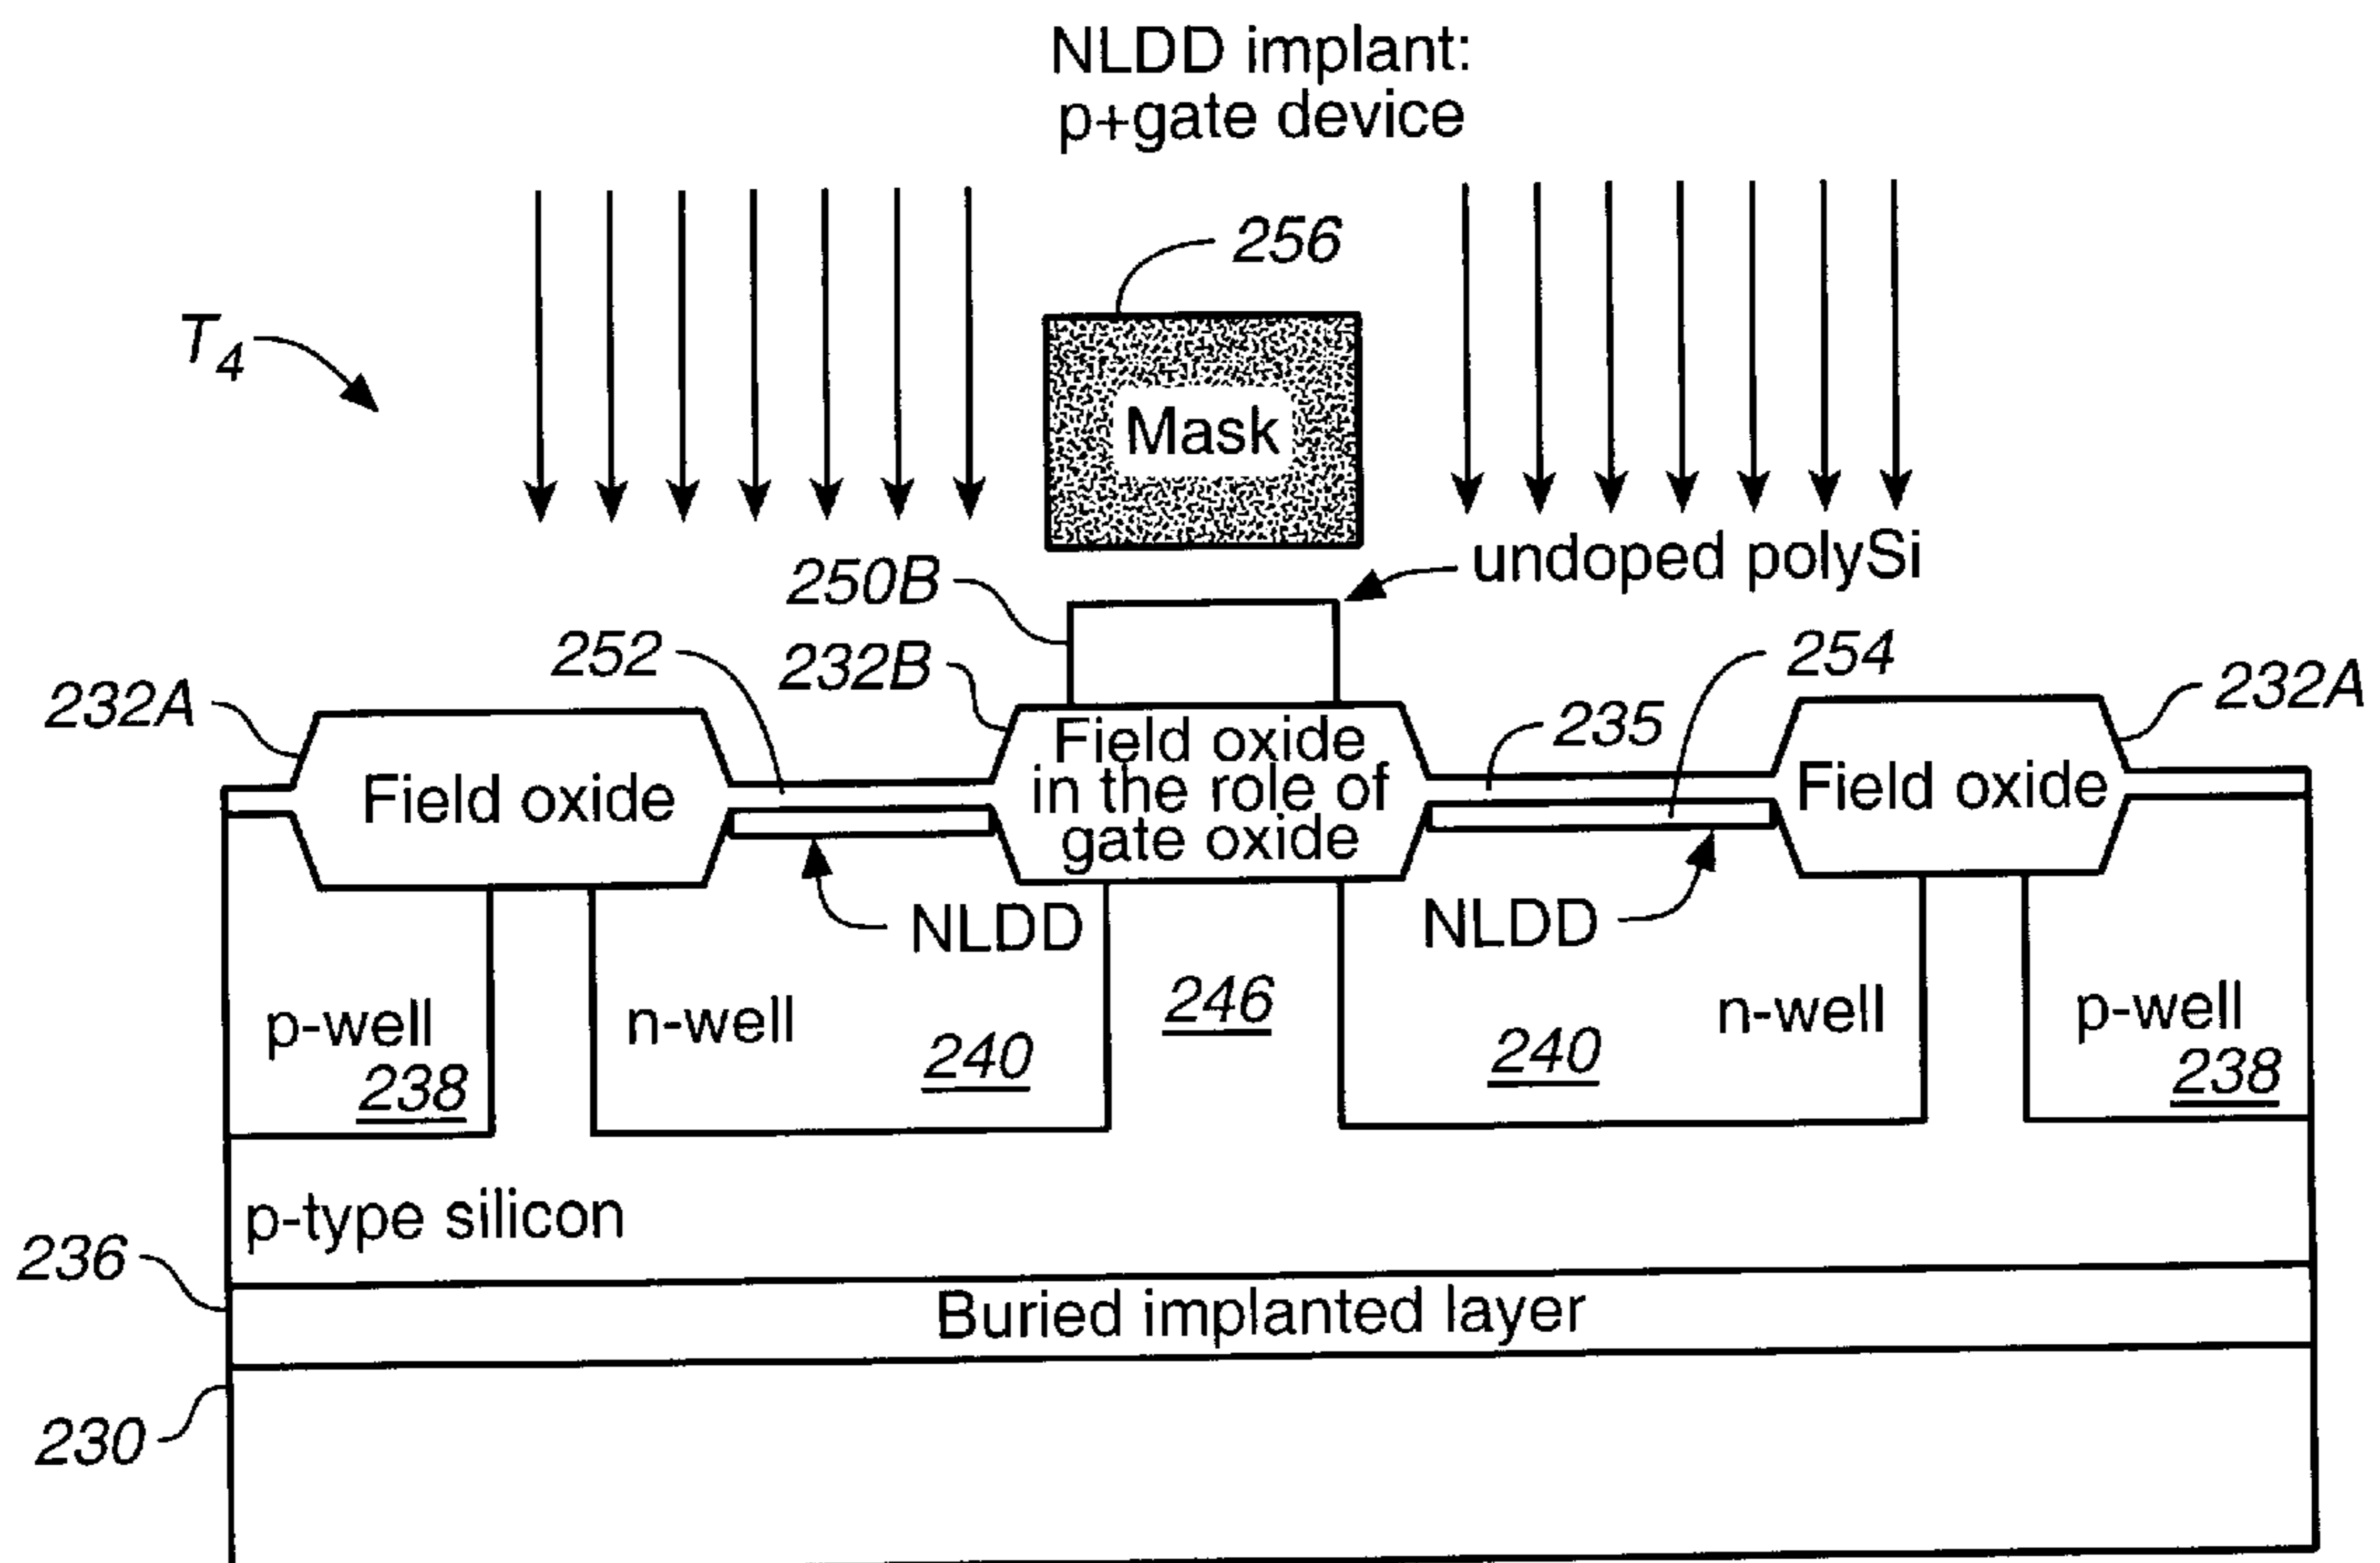 NLDD implant:
p+gate device
256
T4
Mask
undoped polySi
250B
252
232B
254
232A
235
232A
Field oxide
Field oxide
in the role of
gate oxide
Field oxide
NLDD
NLDD
246
p-well
n-well
n-well
p-well
238
240
240
238
p-type silicon
236
Buried implanted layer
230